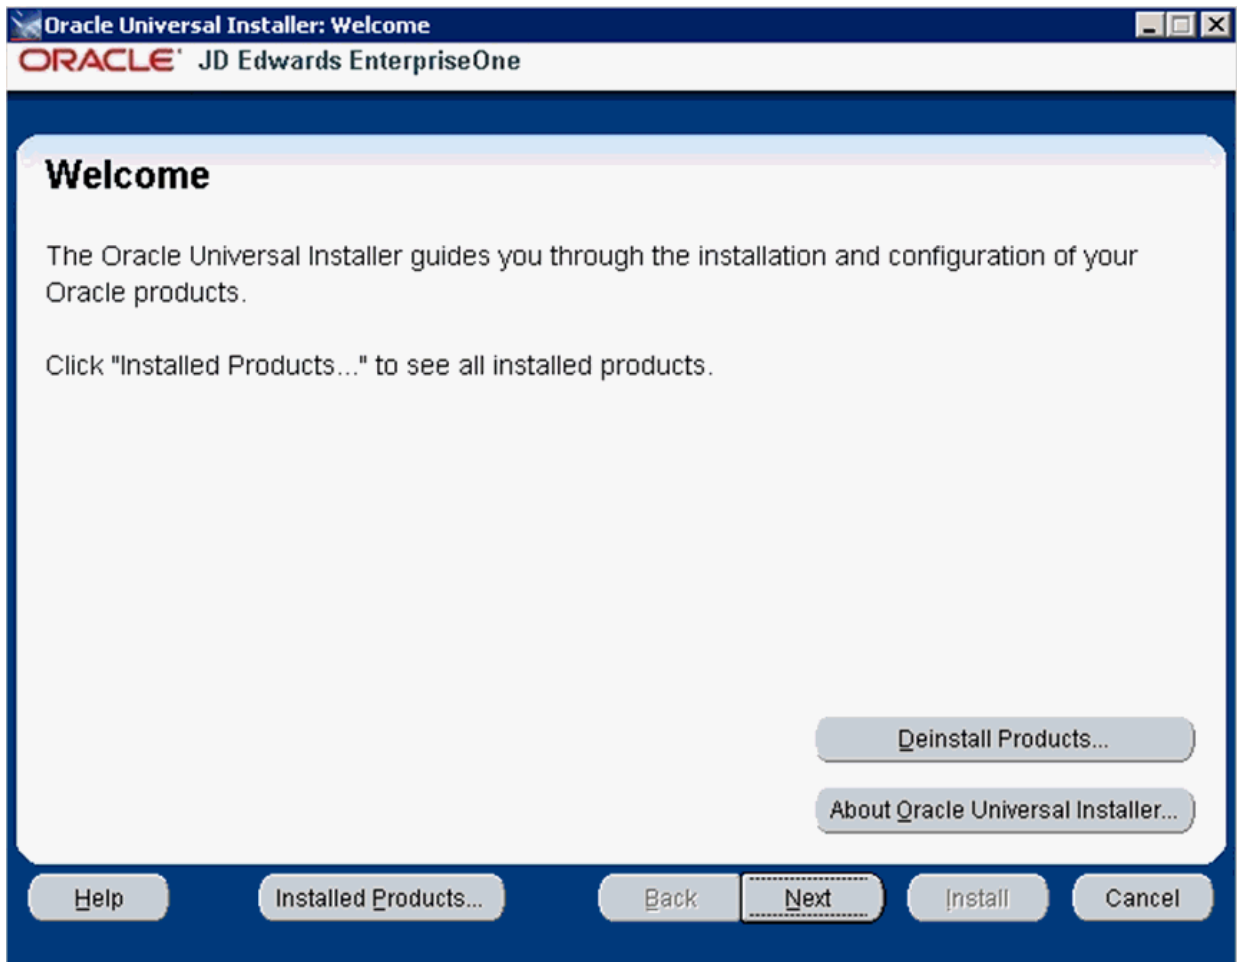 Oracle Universal Installer: Welcome
ORACLE JD Edwards EnterpriseOne
Welcome
The Oracle Universal Installer guides you through the installation and configuration of your
Oracle products.
Click "Installed Products..." to see all installed products.
Deinstall Products...
About Oracle Universal Installer...
Help Installed Products... Back Next Install Cancel